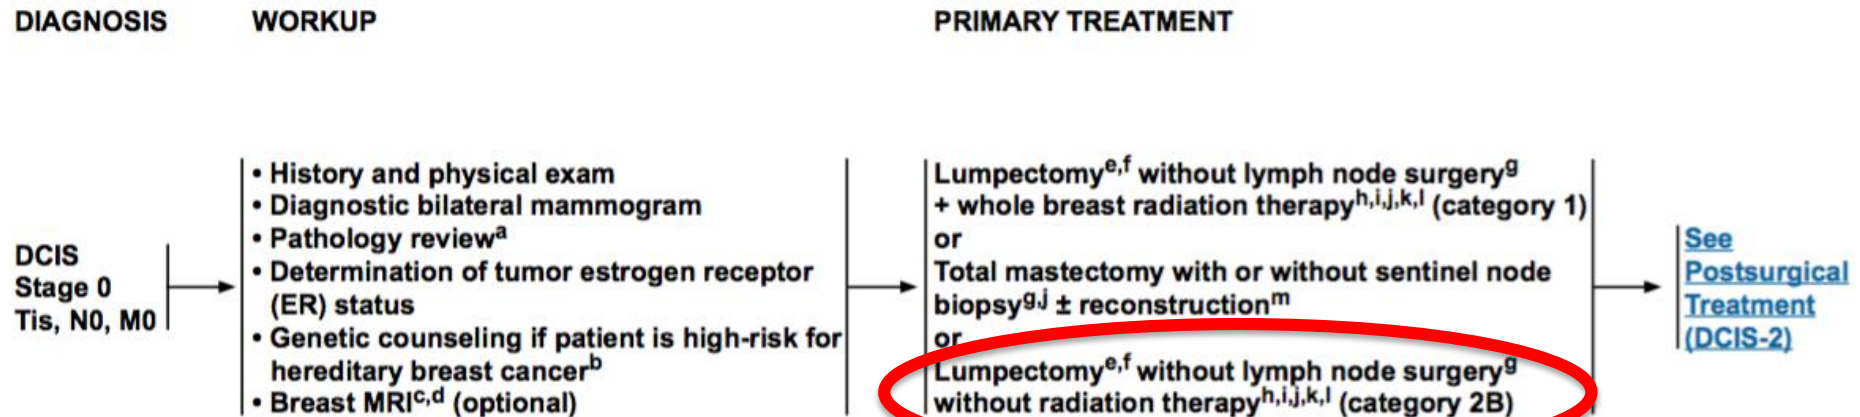 DIAGNOSIS WORKUP PRIMARY TREATMENT
DCIS
Stage 0
Tis, N0, M0
• History and physical exam
• Diagnostic bilateral mammogram
• Pathology reviewa
• Determination of tumor estrogen receptor
(ER) status
• Genetic counseling if patient is high-risk for
hereditary breast cancerb
• Breast MRIc,d (optional)
Lumpectomye,f without lymph node surgeryg
+ whole breast radiation therapyh,i,j,k,l (category 1)
or
Total mastectomy with or without sentinel node
biopsyg,j ± reconstructionm
or
Lumpectomye,f without lymph node surgeryg
without radiation therapyh,i,j,k,l (category 2B)
See
Postsurgical
Treatment
(DCIS-2)